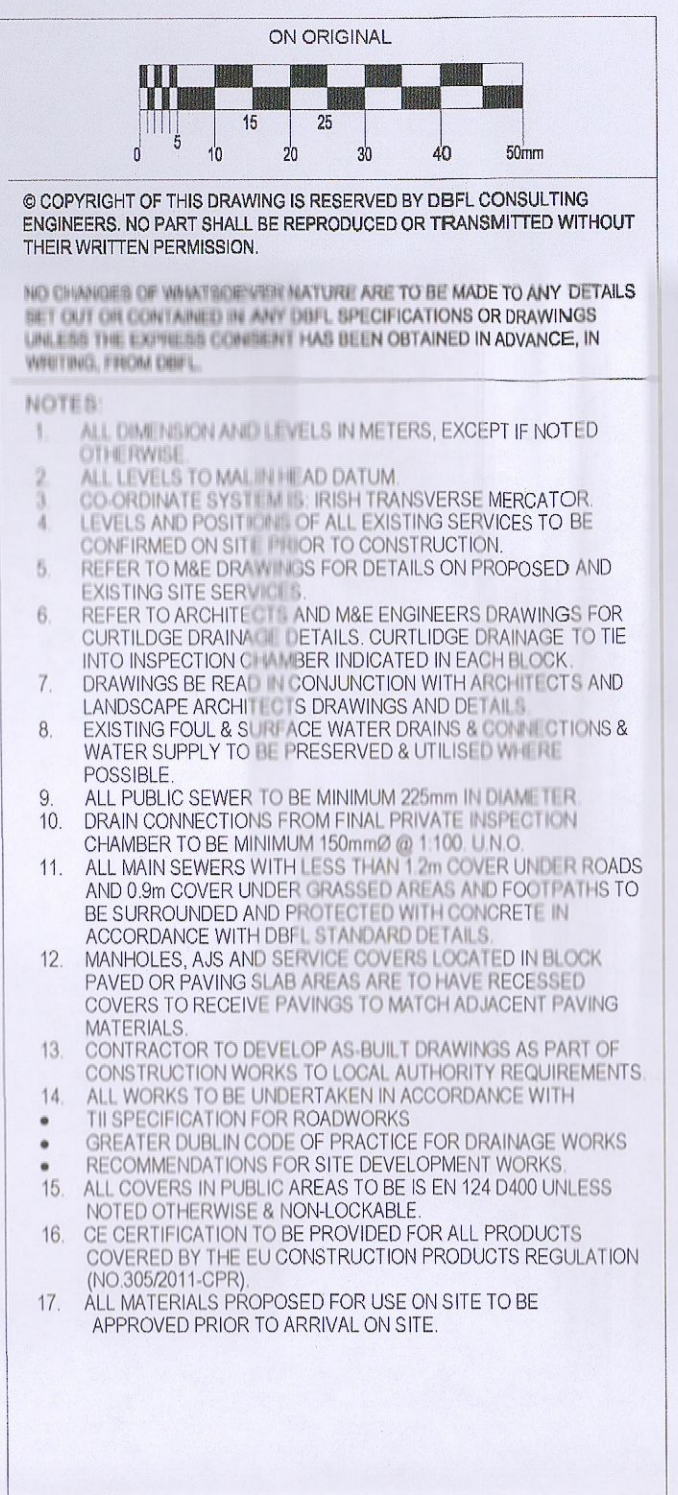 ON ORIGINAL
15 25
0 5 10 20 30 40 50mm
© COPYRIGHT OF THIS DRAWING IS RESERVED BY DBFL CONSULTING
ENGINEERS. NO PART SHALL BE REPRODUCED OR TRANSMITTED WITHOUT
THEIR WRITTEN PERMISSION.
NO CHANGES OF WHATSOEVER NATURE ARE TO BE MADE TO ANY DETAILS
SET OUT OR CONTAINED IN ANY DBFL SPECIFICATIONS OR DRAWINGS
UNLESS THE EXPRESS CONSENT HAS BEEN OBTAINED IN ADVANCE, IN
WRITING, FROM DBFL.
NOTES:
1. ALL DIMENSION AND LEVELS IN METERS, EXCEPT IF NOTED
OTHERWISE.
2. ALL LEVELS TO MALIN HEAD DATUM.
3. CO-ORDINATE SYSTEM IS: IRISH TRANSVERSE MERCATOR.
4. LEVELS AND POSITIONS OF ALL EXISTING SERVICES TO BE
CONFIRMED ON SITE PRIOR TO CONSTRUCTION.
5. REFER TO M&E DRAWINGS FOR DETAILS ON PROPOSED AND
EXISTING SITE SERVICES.
6. REFER TO ARCHITECTS AND M&E ENGINEERS DRAWINGS FOR
CURTILDGE DRAINAGE DETAILS. CURTLIDGE DRAINAGE TO TIE
INTO INSPECTION CHAMBER INDICATED IN EACH BLOCK.
7. DRAWINGS BE READ IN CONJUNCTION WITH ARCHITECTS AND
LANDSCAPE ARCHITECTS DRAWINGS AND DETAILS.
8. EXISTING FOUL & SURFACE WATER DRAINS & CONNECTIONS &
WATER SUPPLY TO BE PRESERVED & UTILISED WHERE
POSSIBLE.
9. ALL PUBLIC SEWER TO BE MINIMUM 225mm IN DIAMETER.
10. DRAIN CONNECTIONS FROM FINAL PRIVATE INSPECTION
CHAMBER TO BE MINIMUM 150mmØ @ 1:100. U.N.O.
11. ALL MAIN SEWERS WITH LESS THAN 1.2m COVER UNDER ROADS
AND 0.9m COVER UNDER GRASSED AREAS AND FOOTPATHS TO
BE SURROUNDED AND PROTECTED WITH CONCRETE IN
ACCORDANCE WITH DBFL STANDARD DETAILS.
12. MANHOLES, AJS AND SERVICE COVERS LOCATED IN BLOCK
PAVED OR PAVING SLAB AREAS ARE TO HAVE RECESSED
COVERS TO RECEIVE PAVINGS TO MATCH ADJACENT PAVING
MATERIALS.
13. CONTRACTOR TO DEVELOP AS-BUILT DRAWINGS AS PART OF
CONSTRUCTION WORKS TO LOCAL AUTHORITY REQUIREMENTS.
14. ALL WORKS TO BE UNDERTAKEN IN ACCORDANCE WITH
• TII SPECIFICATION FOR ROADWORKS
• GREATER DUBLIN CODE OF PRACTICE FOR DRAINAGE WORKS
• RECOMMENDATIONS FOR SITE DEVELOPMENT WORKS.
15. ALL COVERS IN PUBLIC AREAS TO BE IS EN 124 D400 UNLESS
NOTED OTHERWISE & NON-LOCKABLE.
16. CE CERTIFICATION TO BE PROVIDED FOR ALL PRODUCTS
COVERED BY THE EU CONSTRUCTION PRODUCTS REGULATION
(NO.305/2011-CPR).
17. ALL MATERIALS PROPOSED FOR USE ON SITE TO BE
APPROVED PRIOR TO ARRIVAL ON SITE.